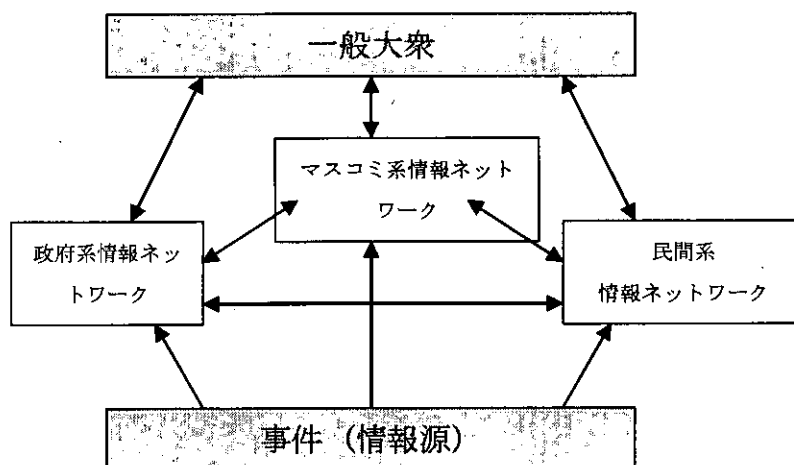 一般大衆
マスコミ系情報ネット
ワーク
政府系情報ネッ
トワーク
民間系
情報ネットワーク
事件（情報源）